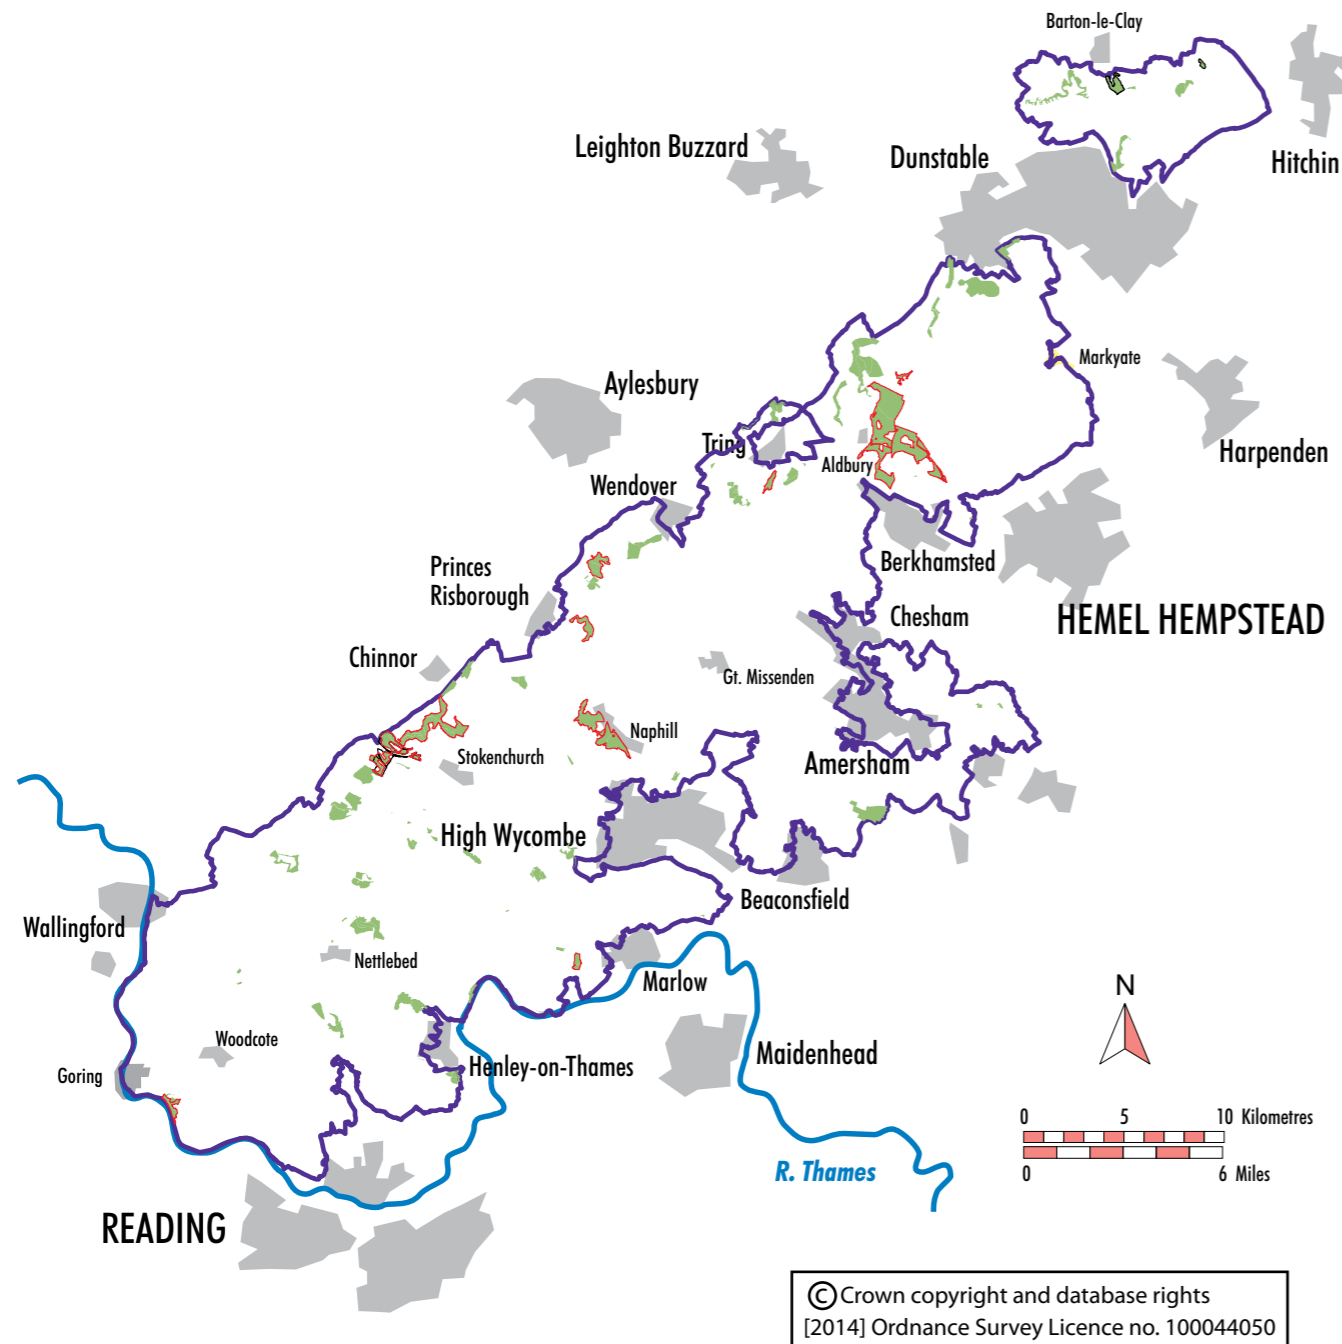 Barton-le-Clay
Leighton Buzzard
Dunstable
Hitchin
Markyate
Aylesbury
Tring
Aldbury
Harpenden
Wendover
Princes
Risborough
Berkhamsted
Chesham
HEMEL HEMPSTEAD
Chinnor
Gt. Missenden
Naphill
Stokenchurch
Amersham
High Wycombe
Beaconsfield
Wallingford
Nettlebed
Marlow
N
Woodcote
Goring
Henley-on-Thames
Maidenhead
0 5 10 Kilometres
0 6 Miles
R. Thames
READING
© Crown copyright and database rights
[2014] Ordnance Survey Licence no. 100044050